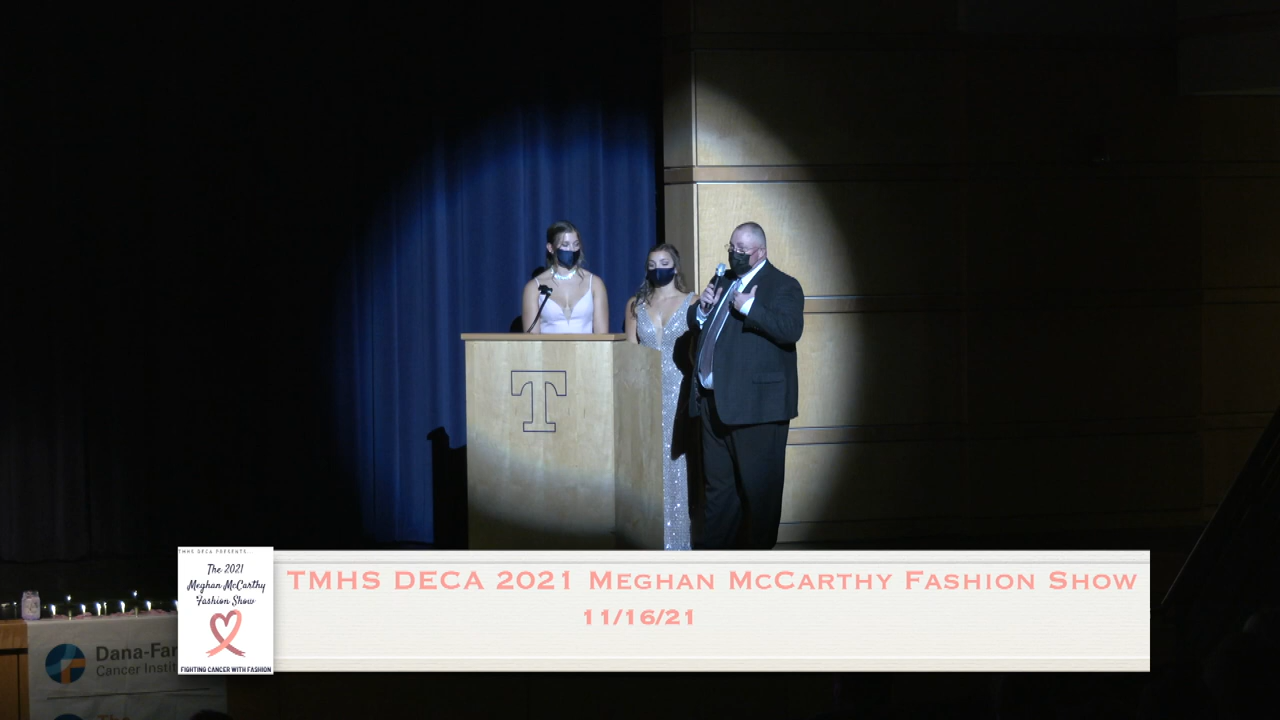 T
TMHS DECA PRESENTS...
The 2021
Meghan McCarthy
Fashion Show
FIGHTING CANCER WITH FASHION
TMHS DECA 2021 Meghan McCarthy Fashion Show
11/16/21
Dana-Far
Cancer Instit
The